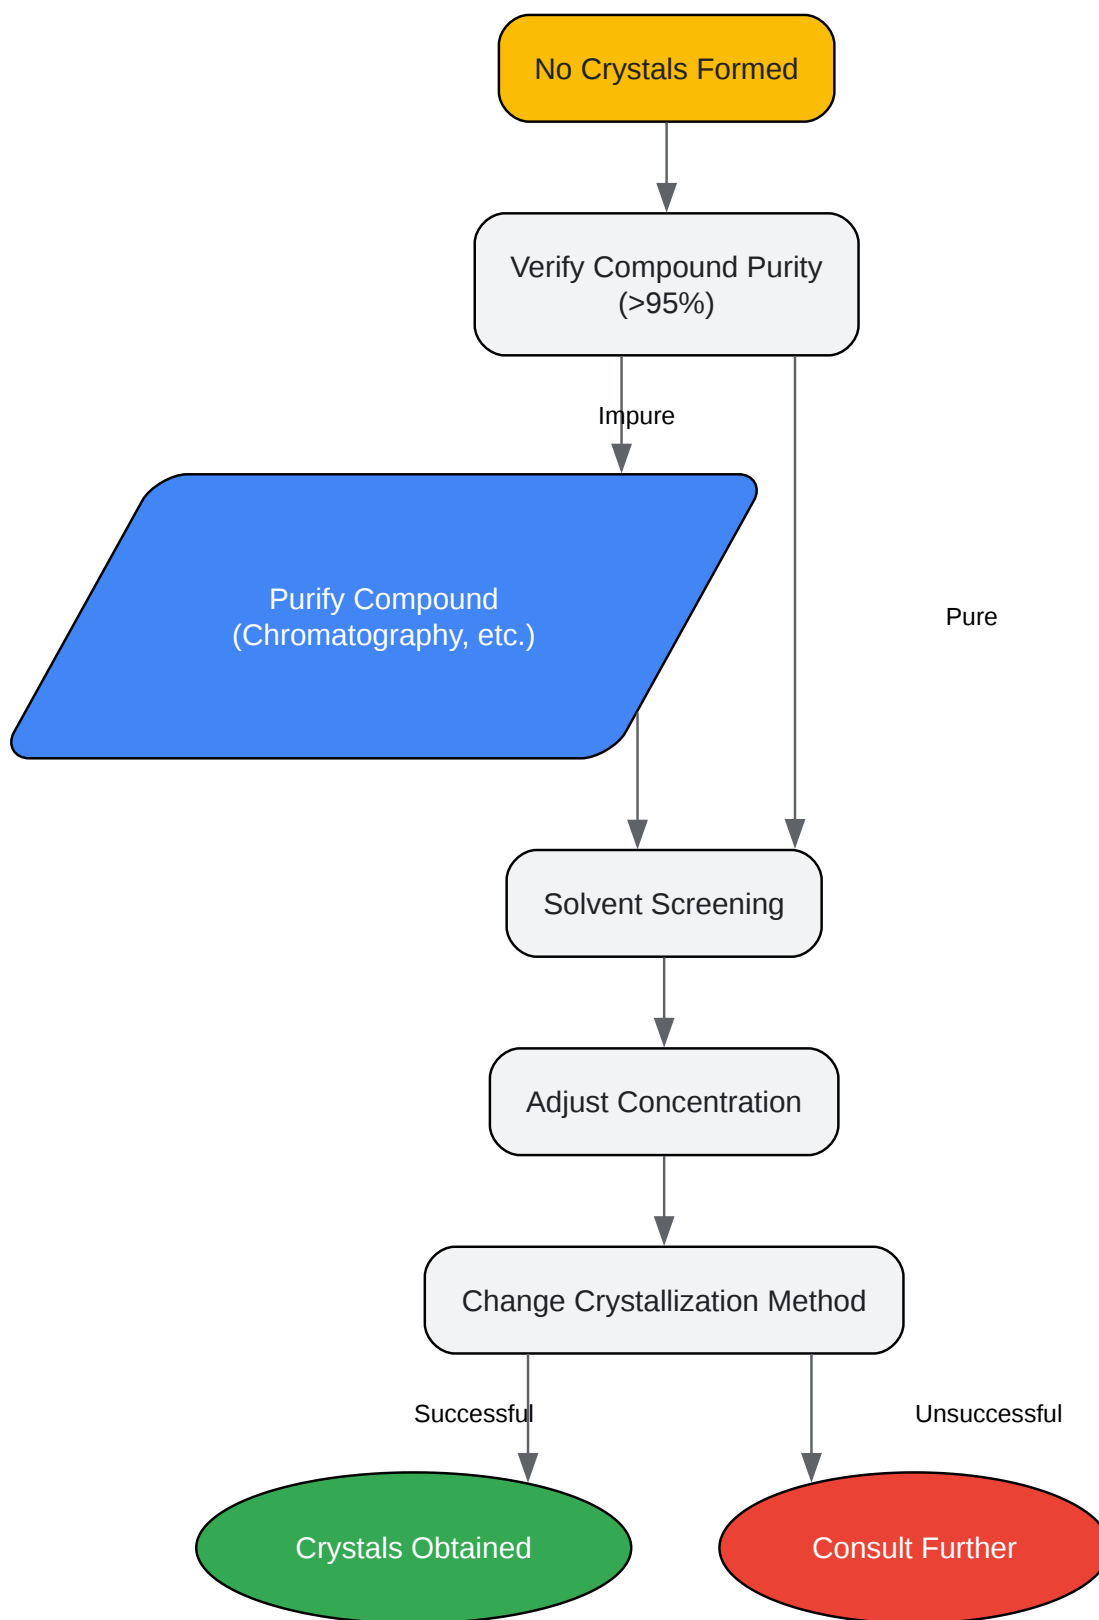 No Crystals Formed
Verify Compound Purity
(>95%)
Impure
Purify Compound
(Chromatography, etc.)
Pure
Solvent Screening
Adjust Concentration
Change Crystallization Method
Successful
Unsuccessful
Crystals Obtained
Consult Further